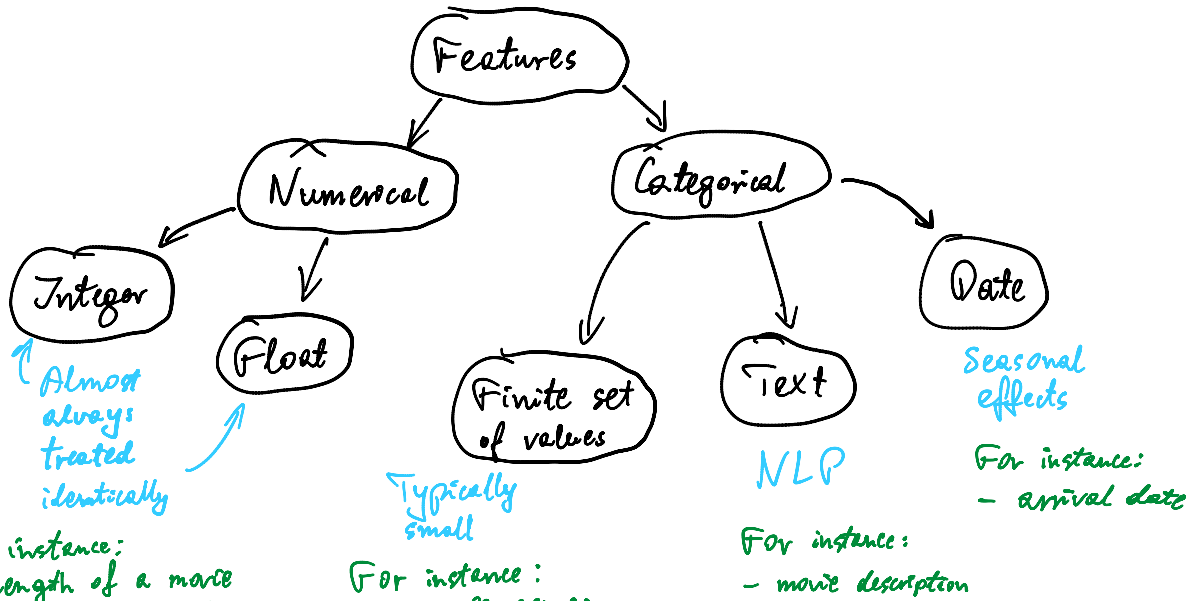 Features
Numerical
Categorical
Integer
Float
Finite set
of values
Text
Date
Almost
always
treated
identically
Typically
small
NLP
Seasonal
effects
instance:
length of a movie
For instance:
For instance:
- movie description
For instance:
- arrival date